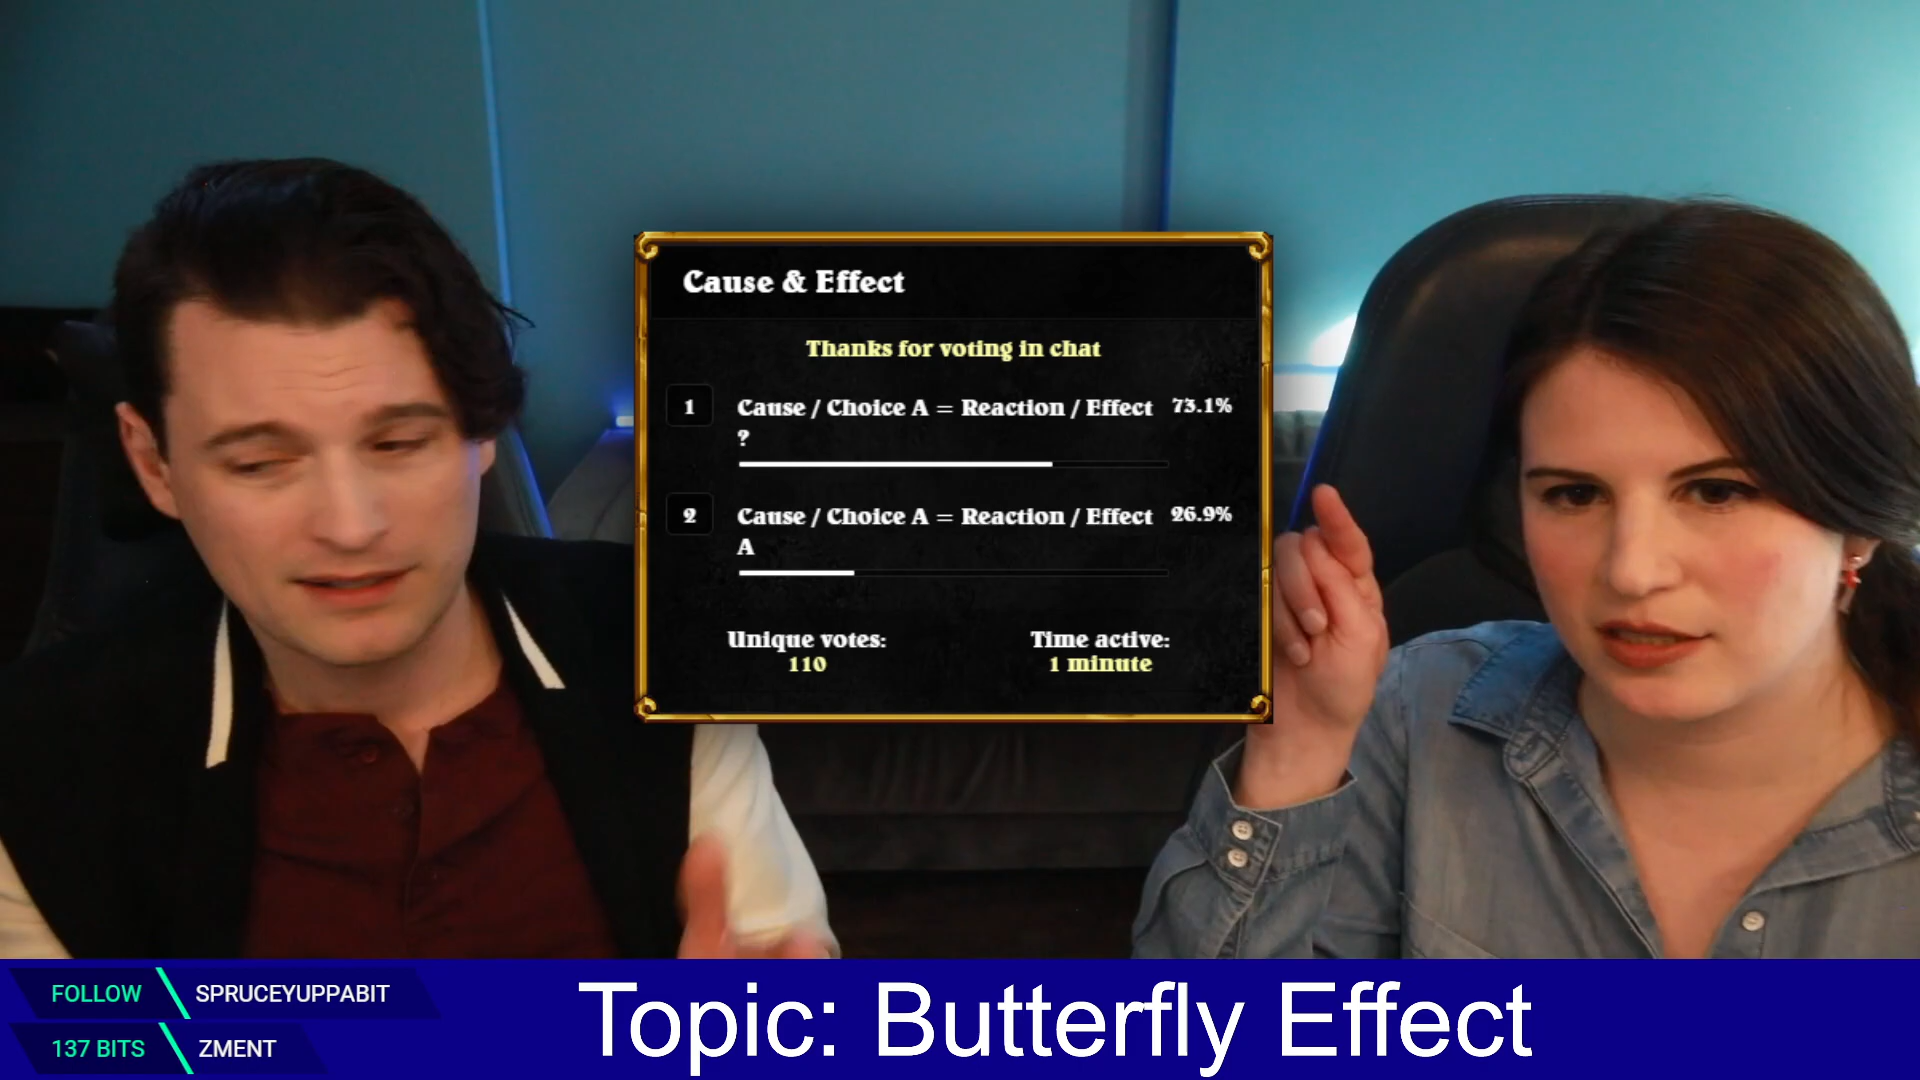 Cause & Effect
Thanks for voting in chat
1 Cause / Choice A = Reaction / Effect 73.1%
?
2 Cause / Choice A = Reaction / Effect 26.9%
A
Unique votes: Time active:
110 1 minute
FOLLOW SPRUCEYUPPABIT
137 BITS ZMENT
Topic: Butterfly Effect